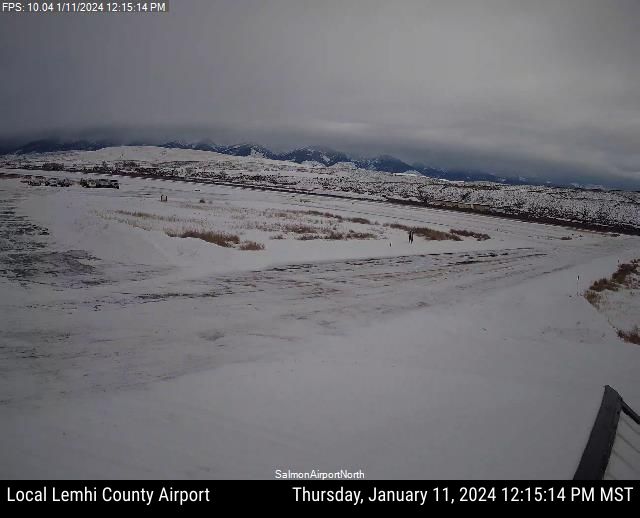 FPS: 10.04 1/11/2024 12:15:14 PM
SalmonAirportNorth
Local Lemhi County Airport Thursday, January 11, 2024 12:15:14 PM MST